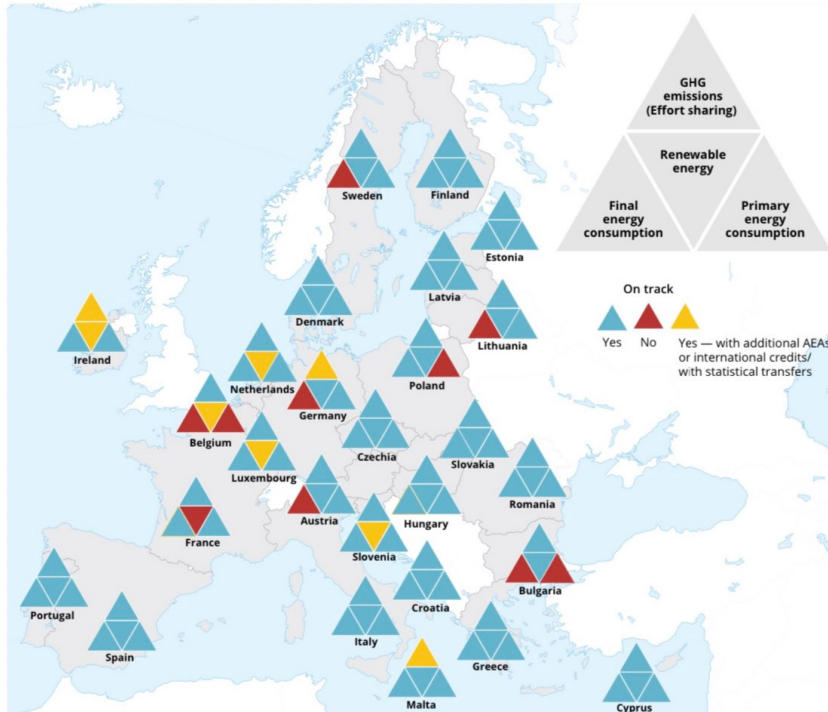 GHG
emissions
(Effort sharing)
Renewable
energy
Final
energy
consumption
Primary
energy
consumption
On track
Yes
No
Yes — with additional AEAs
or international credits/
with statistical transfers
Sweden
Finland
Estonia
Latvia
Denmark
Lithuania
Ireland
Netherlands
Germany
Poland
Belgium
Czechia
Slovakia
Luxembourg
Romania
Austria
Hungary
France
Slovenia
Bulgaria
Croatia
Portugal
Italy
Spain
Greece
Malta
Cyprus